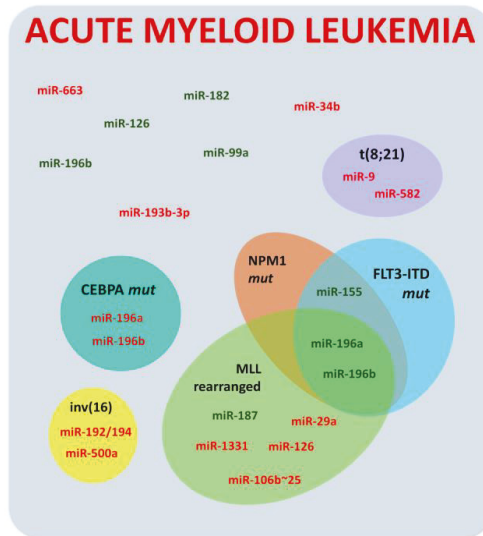 ACUTE MYELOID LEUKEMIA
miR-663
miR-182
miR-34b
miR-126
miR-196b
miR-99a
t(8;21)
miR-9
miR-582
miR-193b-3p
NPM1
mut
FLT3-ITD
mut
miR-155
CEBPA mut
miR-196a
miR-196b
miR-196a
miR-196b
MLL
rearranged
inv(16)
miR-192/194
miR-500a
miR-187
miR-29a
miR-1331
miR-126
miR-106b~25